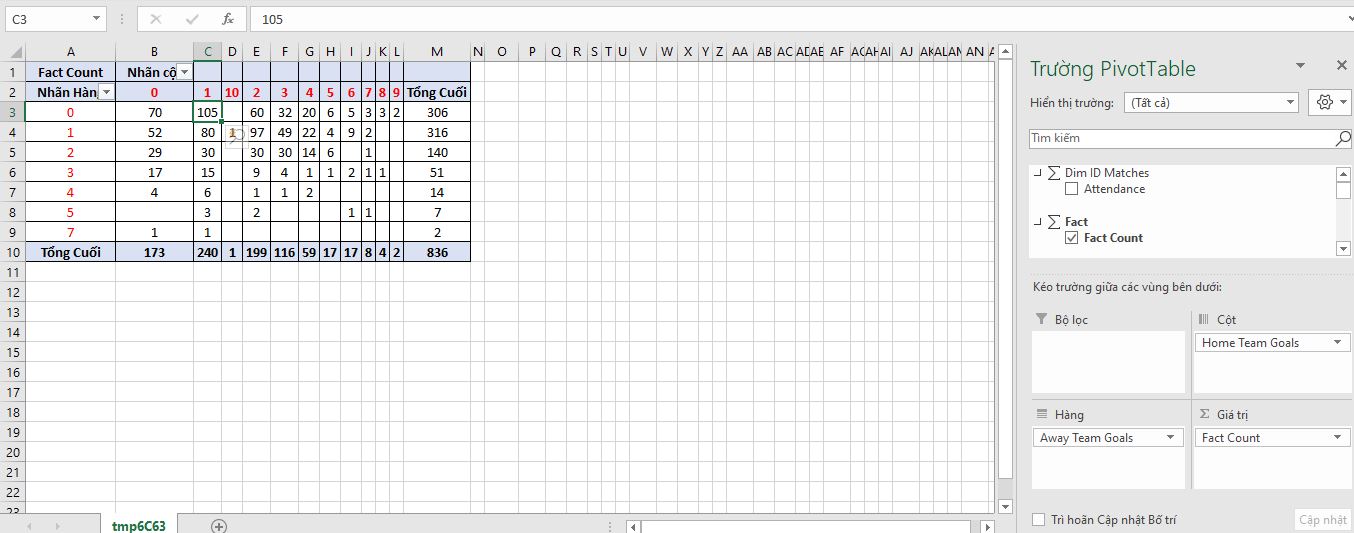 C3 fx 105
A B C D E F G H I J K L M N O P Q R S T U V W X Y Z AA AB AC AD AE AF AG AH AI AJ AK AL AM AN
1 Fact Count Nhãn cộ
2 Nhãn Hàn 0 1 10 2 3 4 5 6 7 8 9 Tổng Cuối
3 0 70 105 60 32 20 6 5 3 3 2 306
4 1 52 80 1 97 49 22 4 9 2 316
5 2 29 30 30 30 14 6 1 140
6 3 17 15 9 4 1 1 2 1 1 51
7 4 4 6 1 1 2 14
8 5 3 2 1 1 7
9 7 1 1 2
10 Tổng Cuối 173 240 1 199 116 59 17 17 8 4 2 836
11
12
13
14
15
16
17
18
19
20
21
22
23
tmp6C63
Trường PivotTable
Hiển thị trường: (Tất cả)
Tìm kiếm
Σ Dim ID Matches
Attendance
Σ Fact
Fact Count
Kéo trường giữa các vùng bên dưới:
Bộ lọc
Cột
Home Team Goals
Hàng
Σ Giá trị
Away Team Goals
Fact Count
Trì hoãn Cập nhật Bố trí
Cập nhật